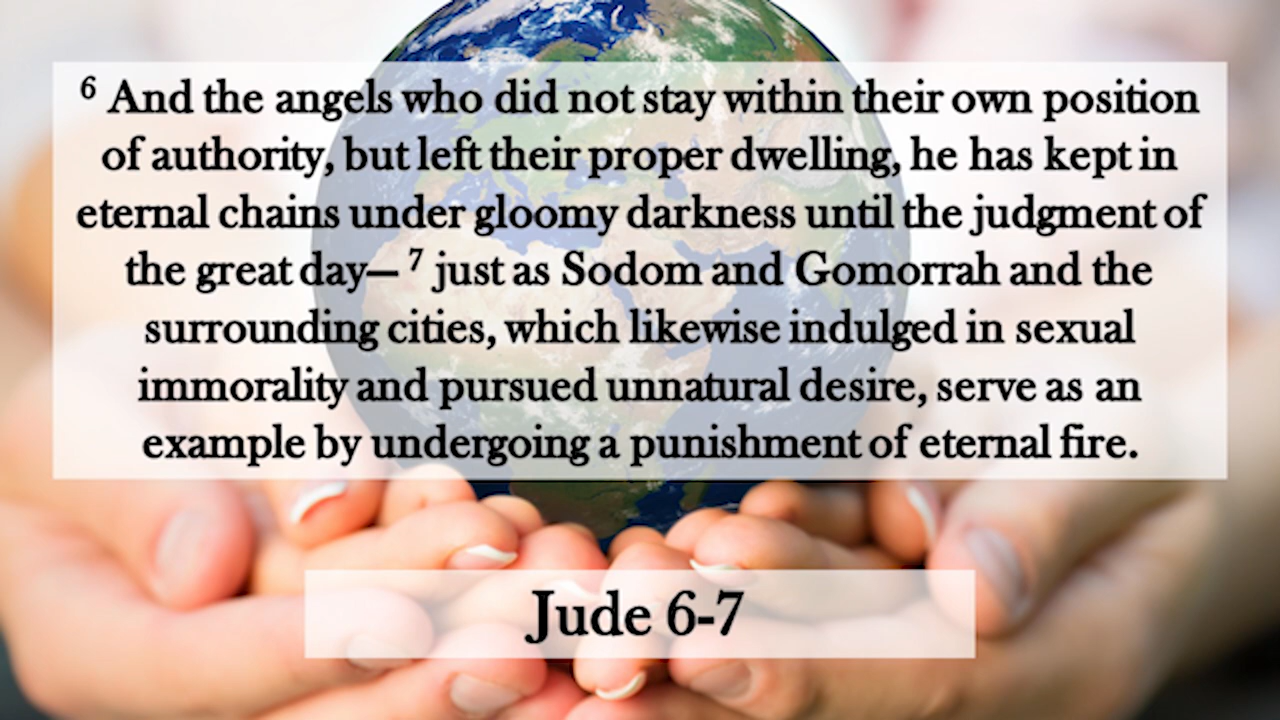 ⁶ And the angels who did not stay within their own position
of authority, but left their proper dwelling, he has kept in
eternal chains under gloomy darkness until the judgment of
the great day— ⁷ just as Sodom and Gomorrah and the
surrounding cities, which likewise indulged in sexual
immorality and pursued unnatural desire, serve as an
example by undergoing a punishment of eternal fire.
Jude 6-7